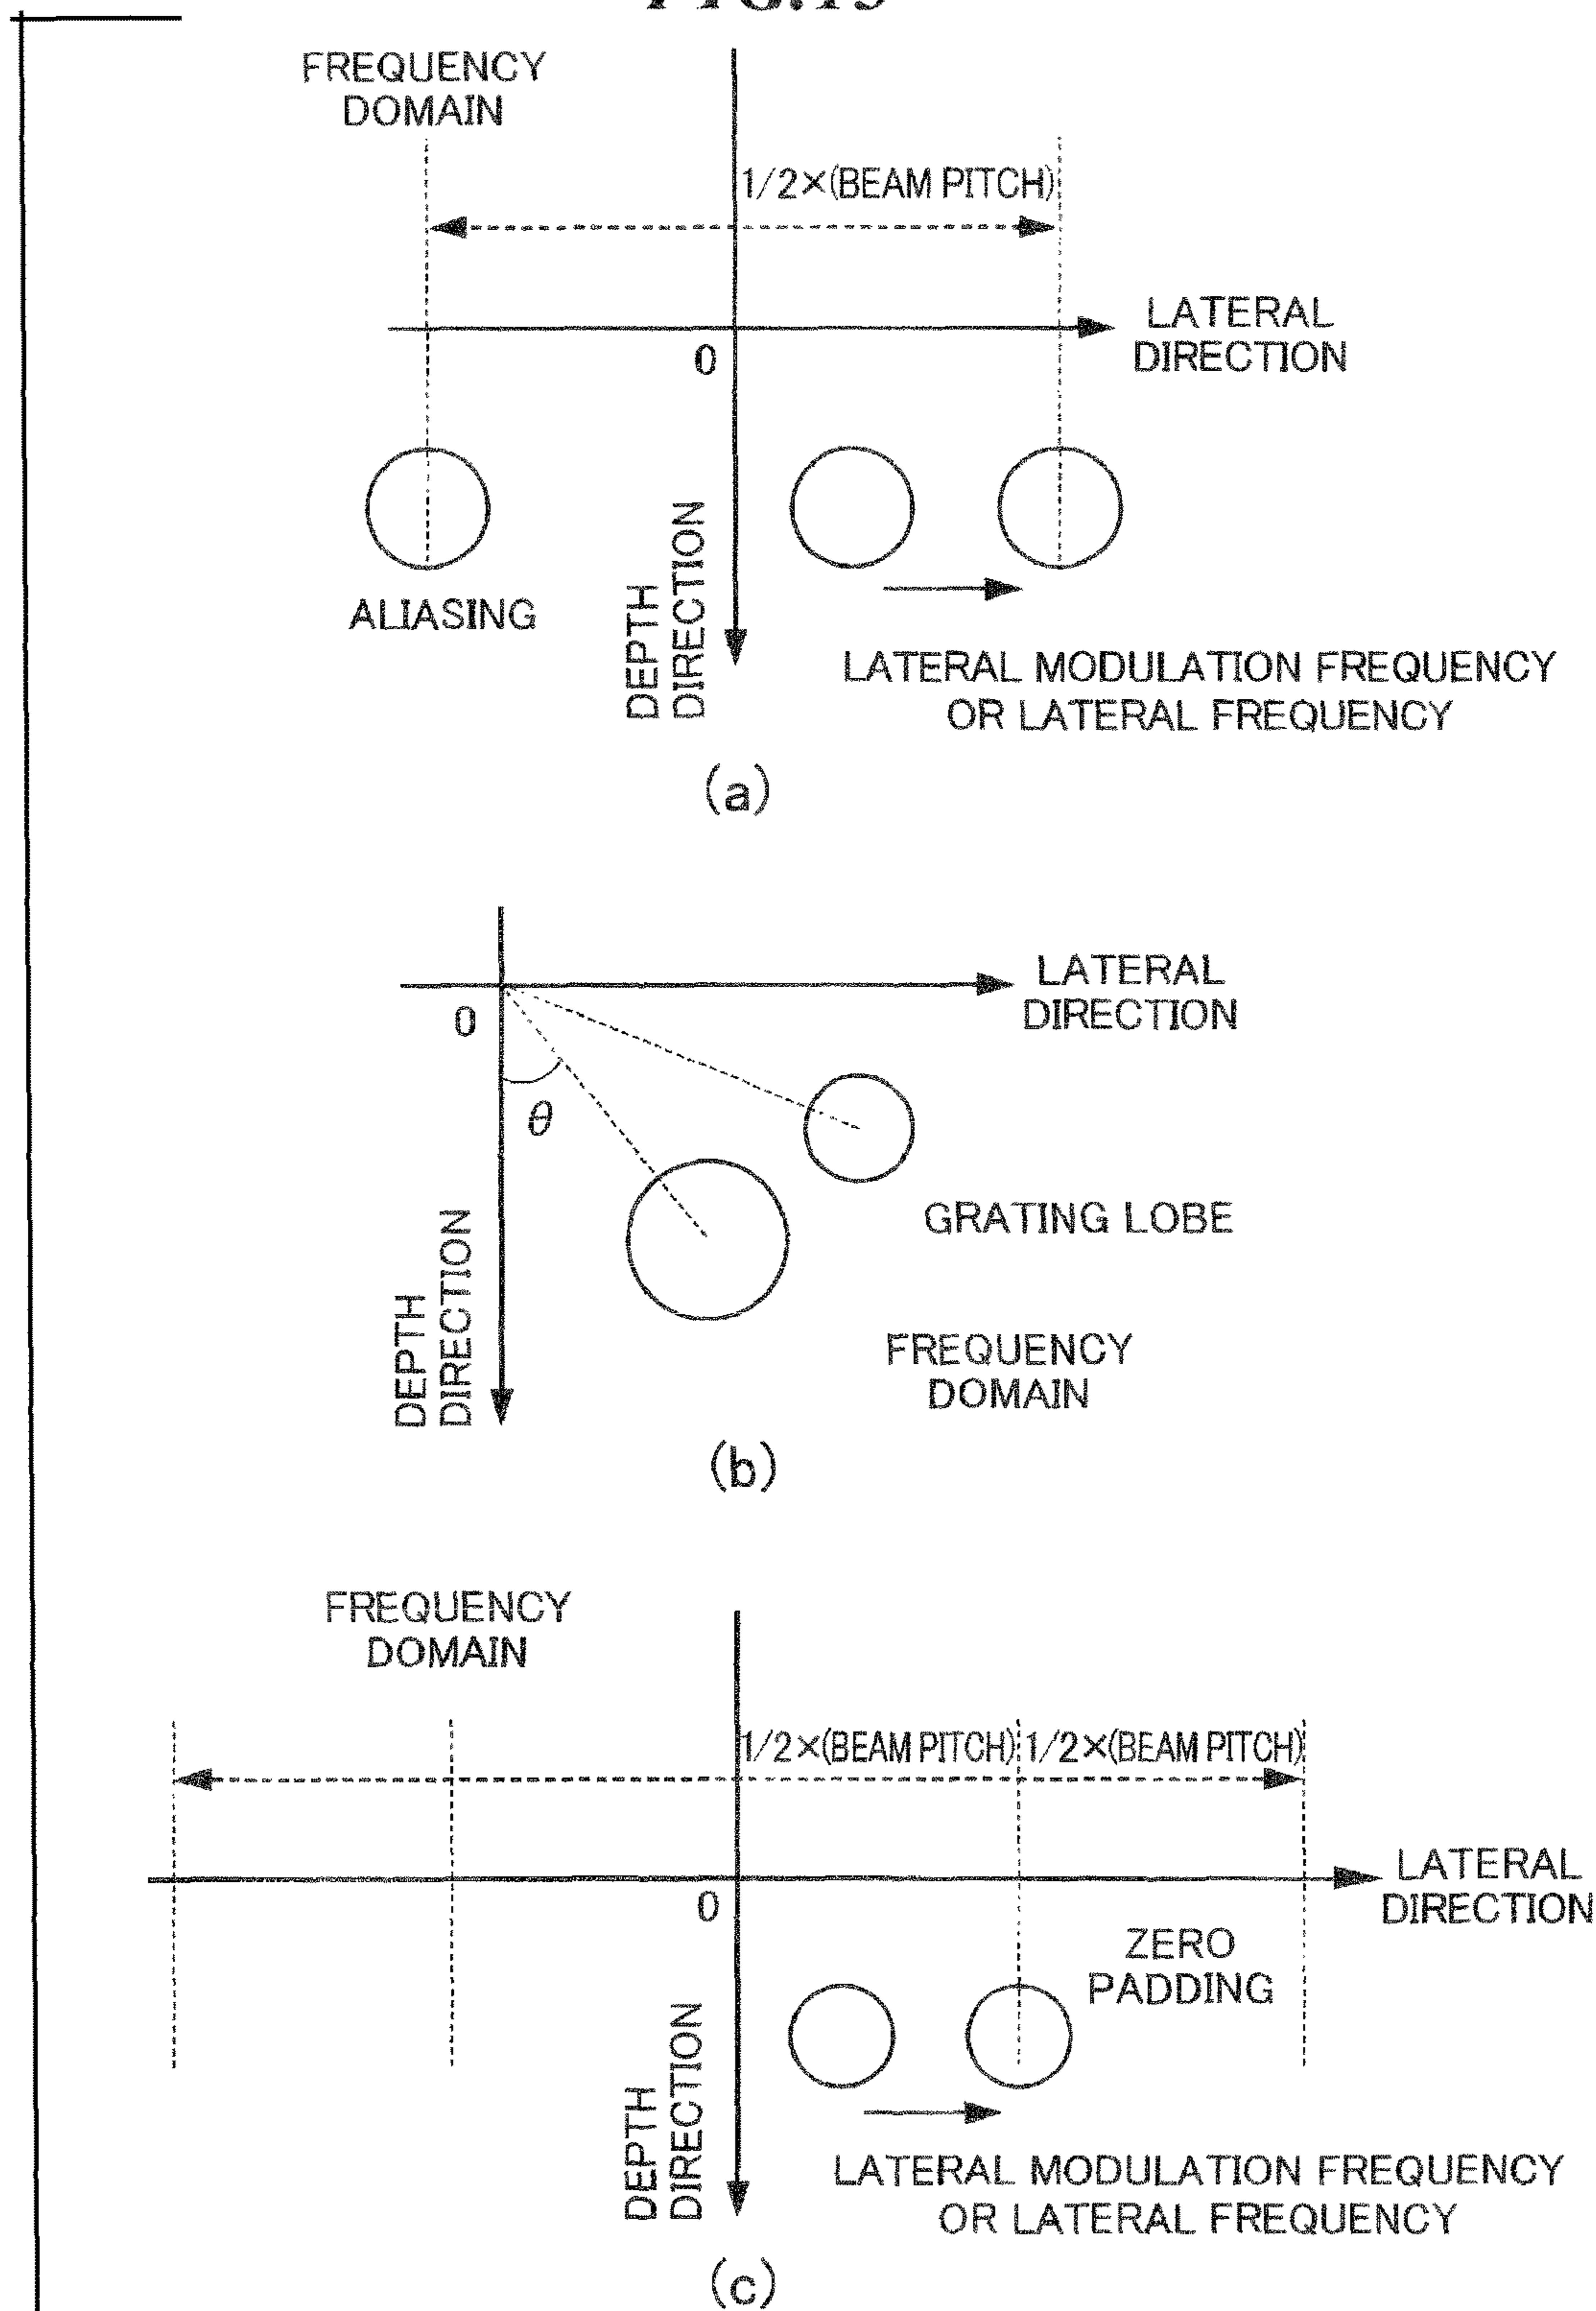 FIG.15
FREQUENCY
DOMAIN
1/2×(BEAM PITCH)
LATERAL
DIRECTION
0
DEPTH
DIRECTION
ALIASING
LATERAL MODULATION FREQUENCY
OR LATERAL FREQUENCY
(a)
LATERAL
DIRECTION
0
θ
GRATING LOBE
DEPTH
DIRECTION
FREQUENCY
DOMAIN
(b)
FREQUENCY
DOMAIN
1/2×(BEAM PITCH) 1/2×(BEAM PITCH)
LATERAL
DIRECTION
0
ZERO
PADDING
DEPTH
DIRECTION
LATERAL MODULATION FREQUENCY
OR LATERAL FREQUENCY
(c)